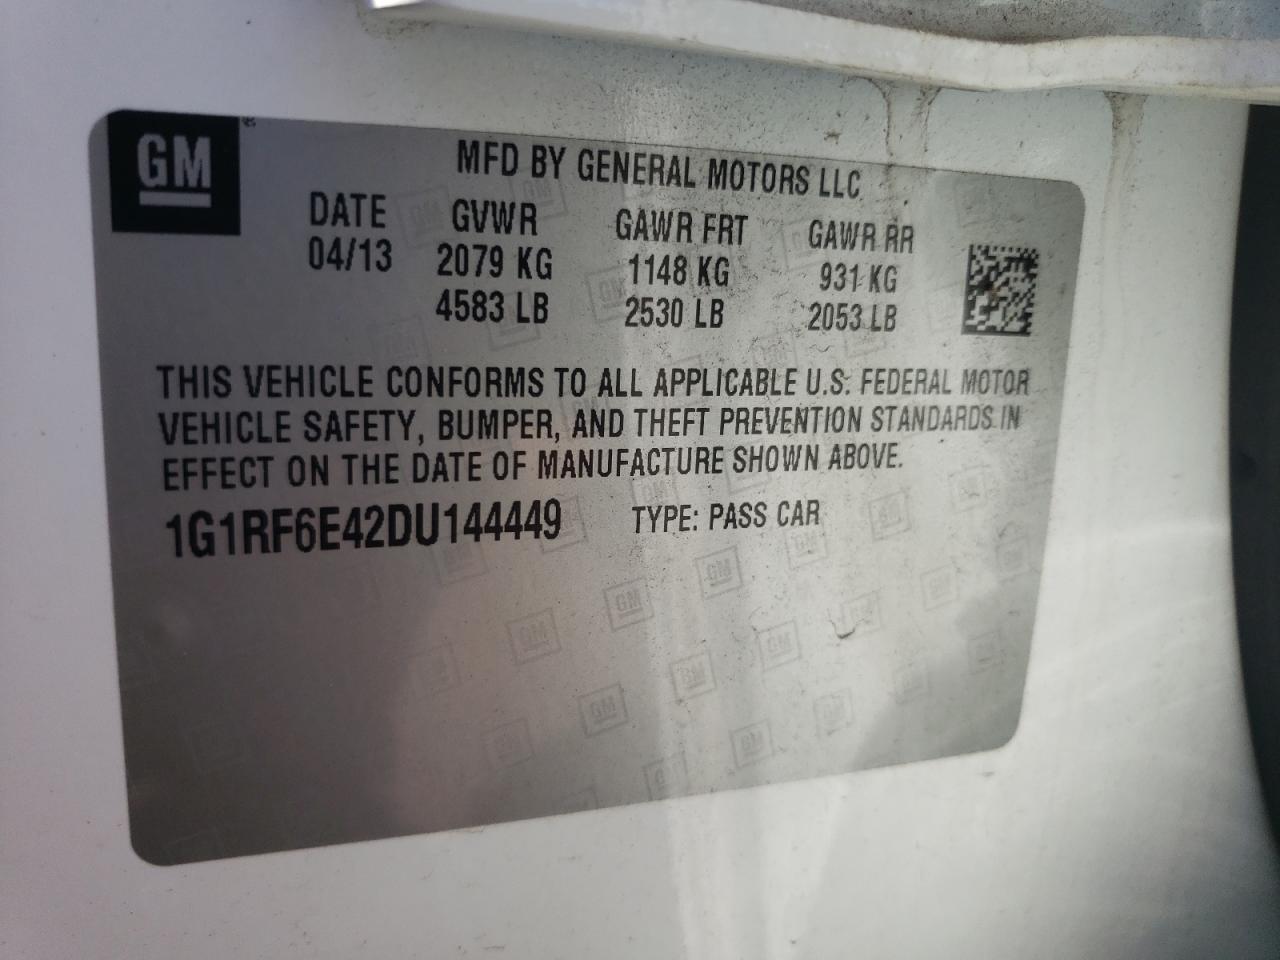 GM
MFD BY GENERAL MOTORS LLC
DATE GVWR GAWR FRT GAWR RR
04/13 2079 KG 1148 KG 931 KG
4583 LB 2530 LB 2053 LB
THIS VEHICLE CONFORMS TO ALL APPLICABLE U.S. FEDERAL MOTOR
VEHICLE SAFETY, BUMPER, AND THEFT PREVENTION STANDARDS IN
EFFECT ON THE DATE OF MANUFACTURE SHOWN ABOVE.
1G1RF6E42DU144449 TYPE: PASS CAR